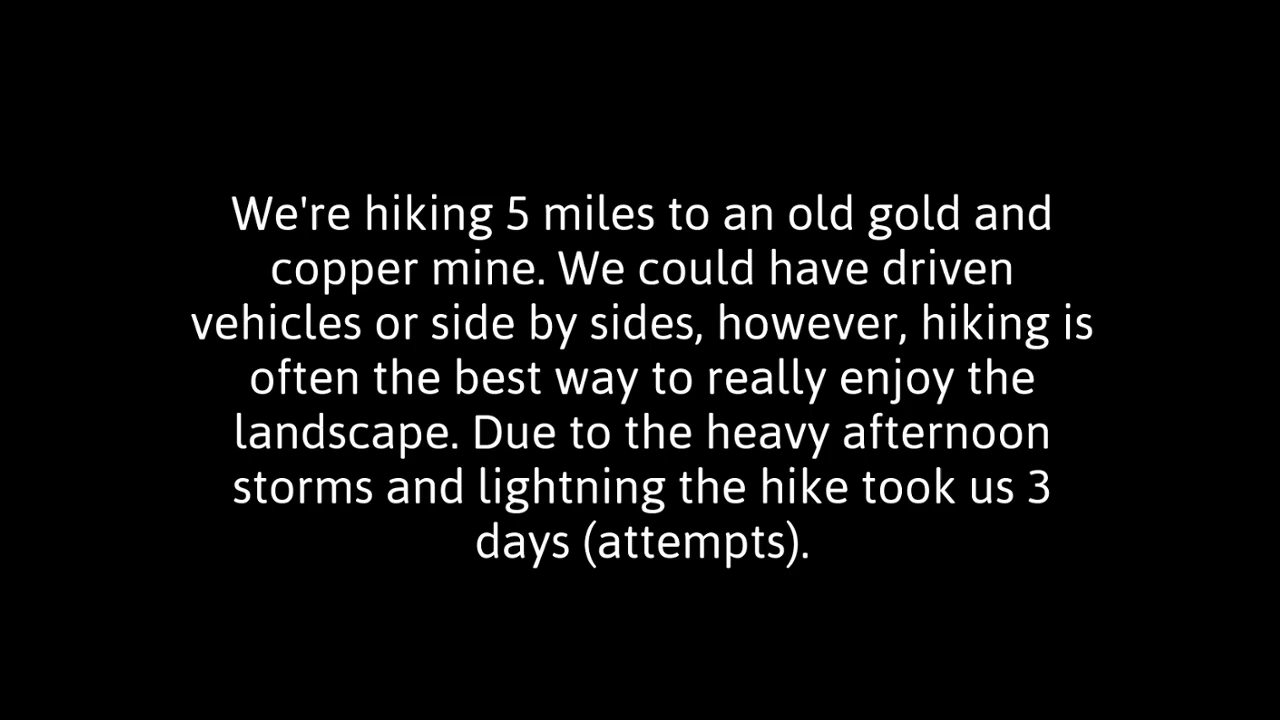 We're hiking 5 miles to an old gold and
copper mine. We could have driven
vehicles or side by sides, however, hiking is
often the best way to really enjoy the
landscape. Due to the heavy afternoon
storms and lightning the hike took us 3
days (attempts).